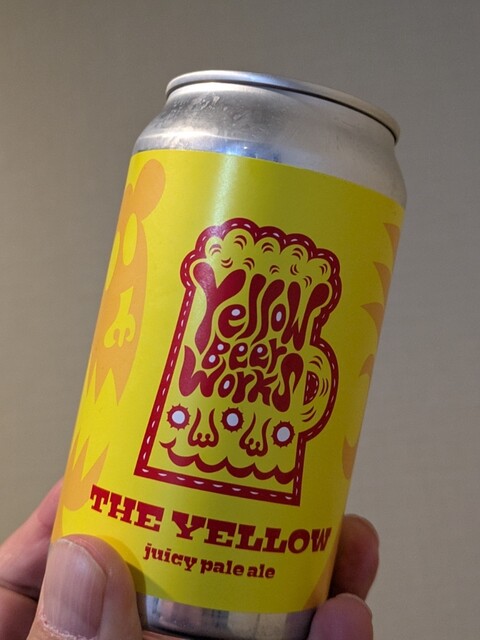 Yellow
Beer
Works
THE YELLOW
juicy pale ale